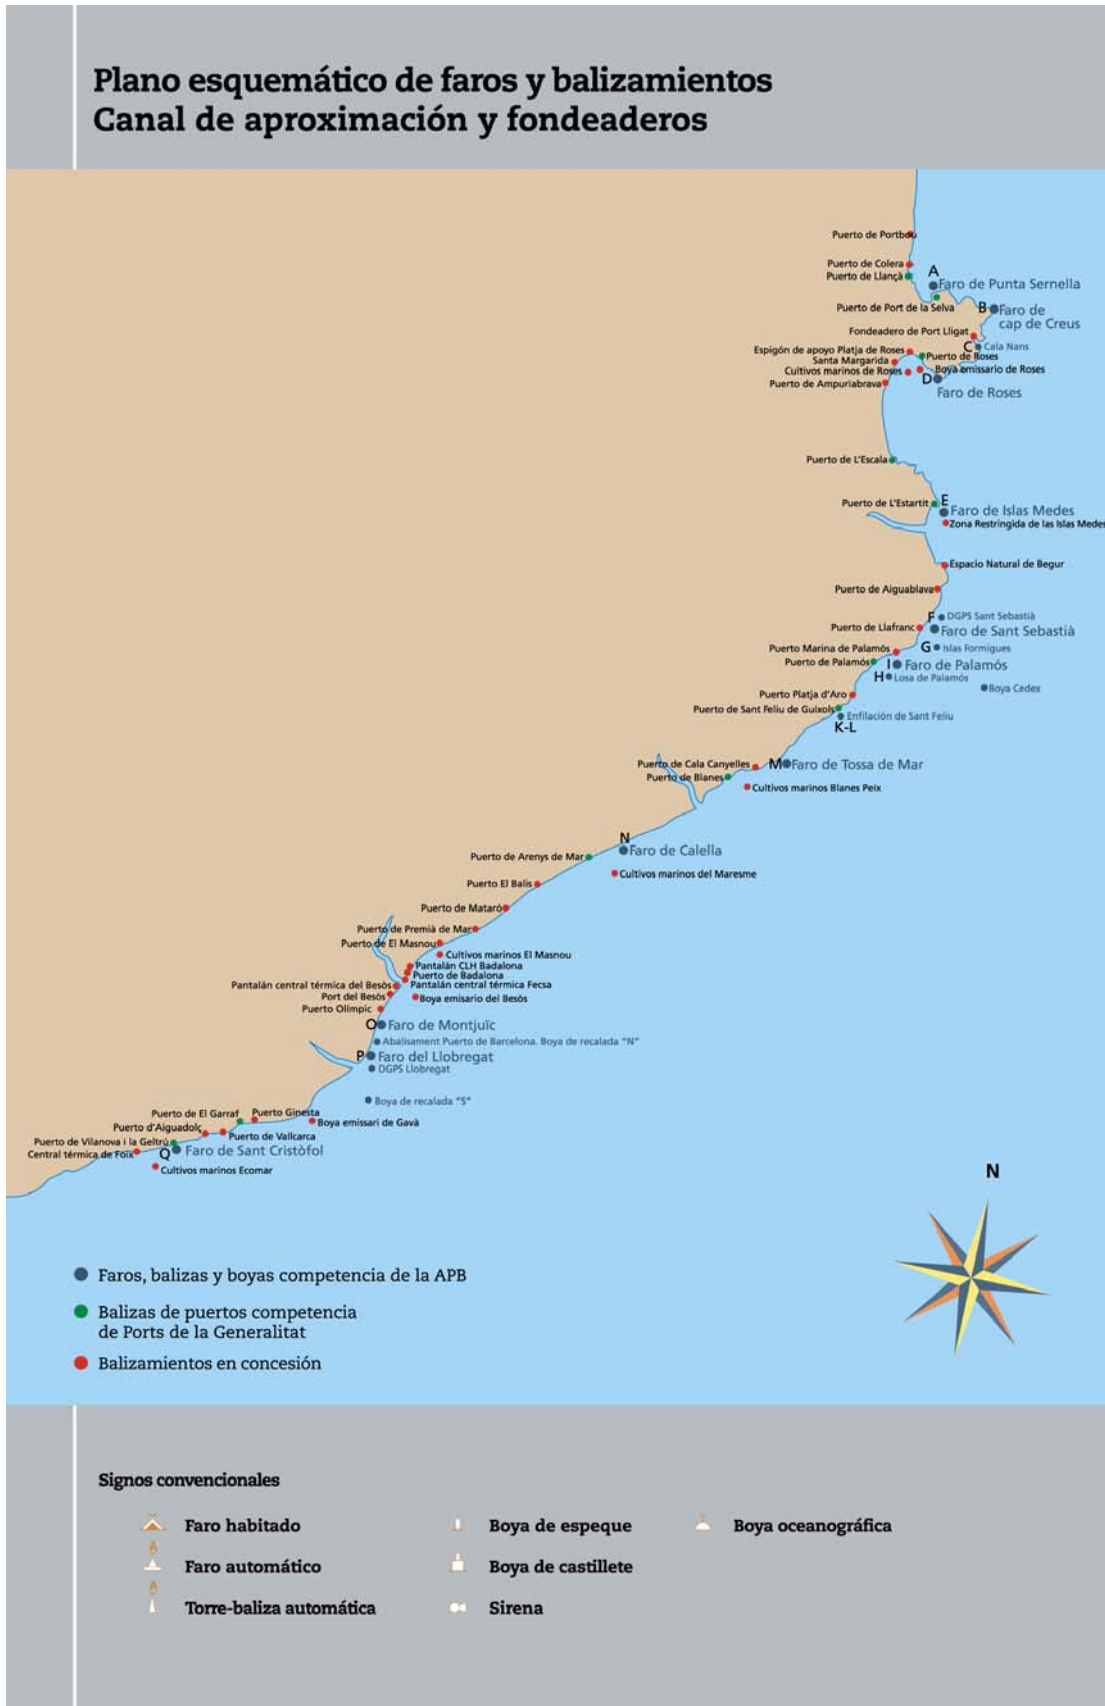 Plano esquemático de faros y balizamientos
Canal de aproximación y fondeaderos
Puerto de Portbou
Puerto de Colera
Puerto de Llançà
A
Faro de Punta Sernella
Puerto de Port de la Selva
B
Faro de
cap de Creus
Fondeadero de Port Lligat
C
Cala Nans
Espigón de apoyo Platja de Roses
Puerto de Roses
Santa Margarida
Cultivos marinos de Roses
Boya emissario de Roses
Puerto de Ampuriabrava
D
Faro de Roses
Puerto de L'Escala
Puerto de L'Estartit
E
Faro de Islas Medes
Zona Restringida de las Islas Medes
Espacio Natural de Begur
Puerto de Aiguablava
F
DGPS Sant Sebastià
Puerto de Llafranc
Faro de Sant Sebastià
G
Islas Formigues
Puerto Marina de Palamós
Puerto de Palamós
I
Faro de Palamós
H
Losa de Palamós
Boya Cedex
Puerto Platja d'Aro
Puerto de Sant Feliu de Guixols
Enfilación de Sant Feliu
K-L
Puerto de Cala Canyelles
M
Faro de Tossa de Mar
Puerto de Blanes
Cultivos marinos Blanes Peix
N
Faro de Calella
Puerto de Arenys de Mar
Cultivos marinos del Maresme
Puerto El Balis
Puerto de Mataró
Puerto de Premià de Mar
Puerto de El Masnou
Cultivos marinos El Masnou
Pantalán CLH Badalona
Puerto de Badalona
Pantalán central térmica del Besòs
Pantalán central térmica Fecsa
Port del Besòs
Boya emisario del Besòs
Puerto Olímpic
O
Faro de Montjuïc
Abalisament Puerto de Barcelona. Boya de recalada "N"
P
Faro del Llobregat
DGPS Llobregat
Boya de recalada "S"
Puerto de El Garraf
Puerto Ginesta
Boya emissari de Gavà
Puerto d'Aiguadolç
Puerto de Vallcarca
Puerto de Vilanova i la Geltrú
Central térmica de Foix
Q
Faro de Sant Cristòfol
Cultivos marinos Ecomar
N
Faros, balizas y boyas competencia de la APB
Balizas de puertos competencia
de Ports de la Generalitat
Balizamientos en concesión
Signos convencionales
Faro habitado
Boya de espeque
Boya oceanográfica
Faro automático
Boya de castillete
Torre-baliza automática
Sirena